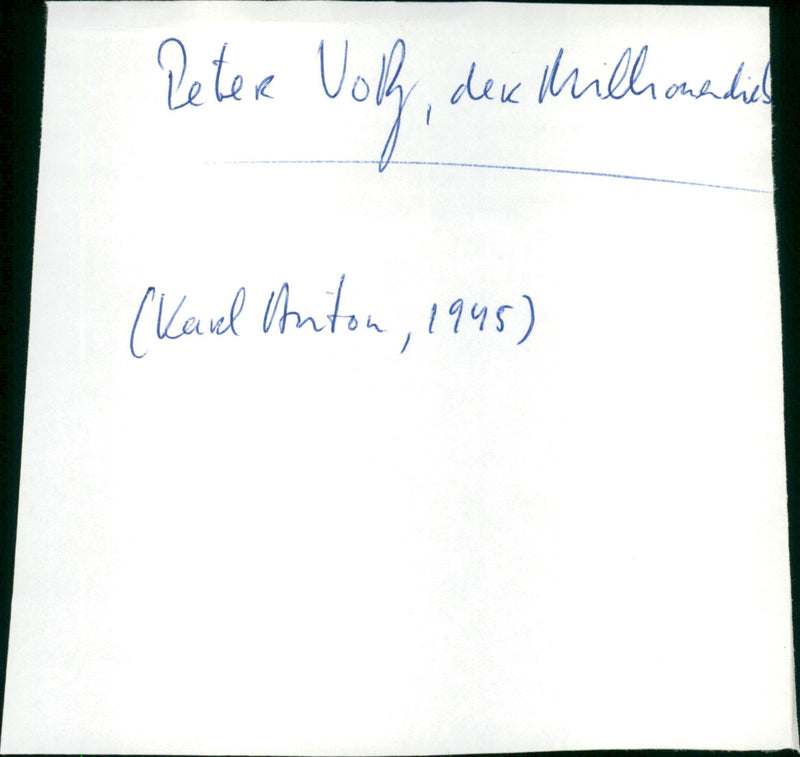 Peter Voß, der Millionendieb
(Karl Anton, 1945)